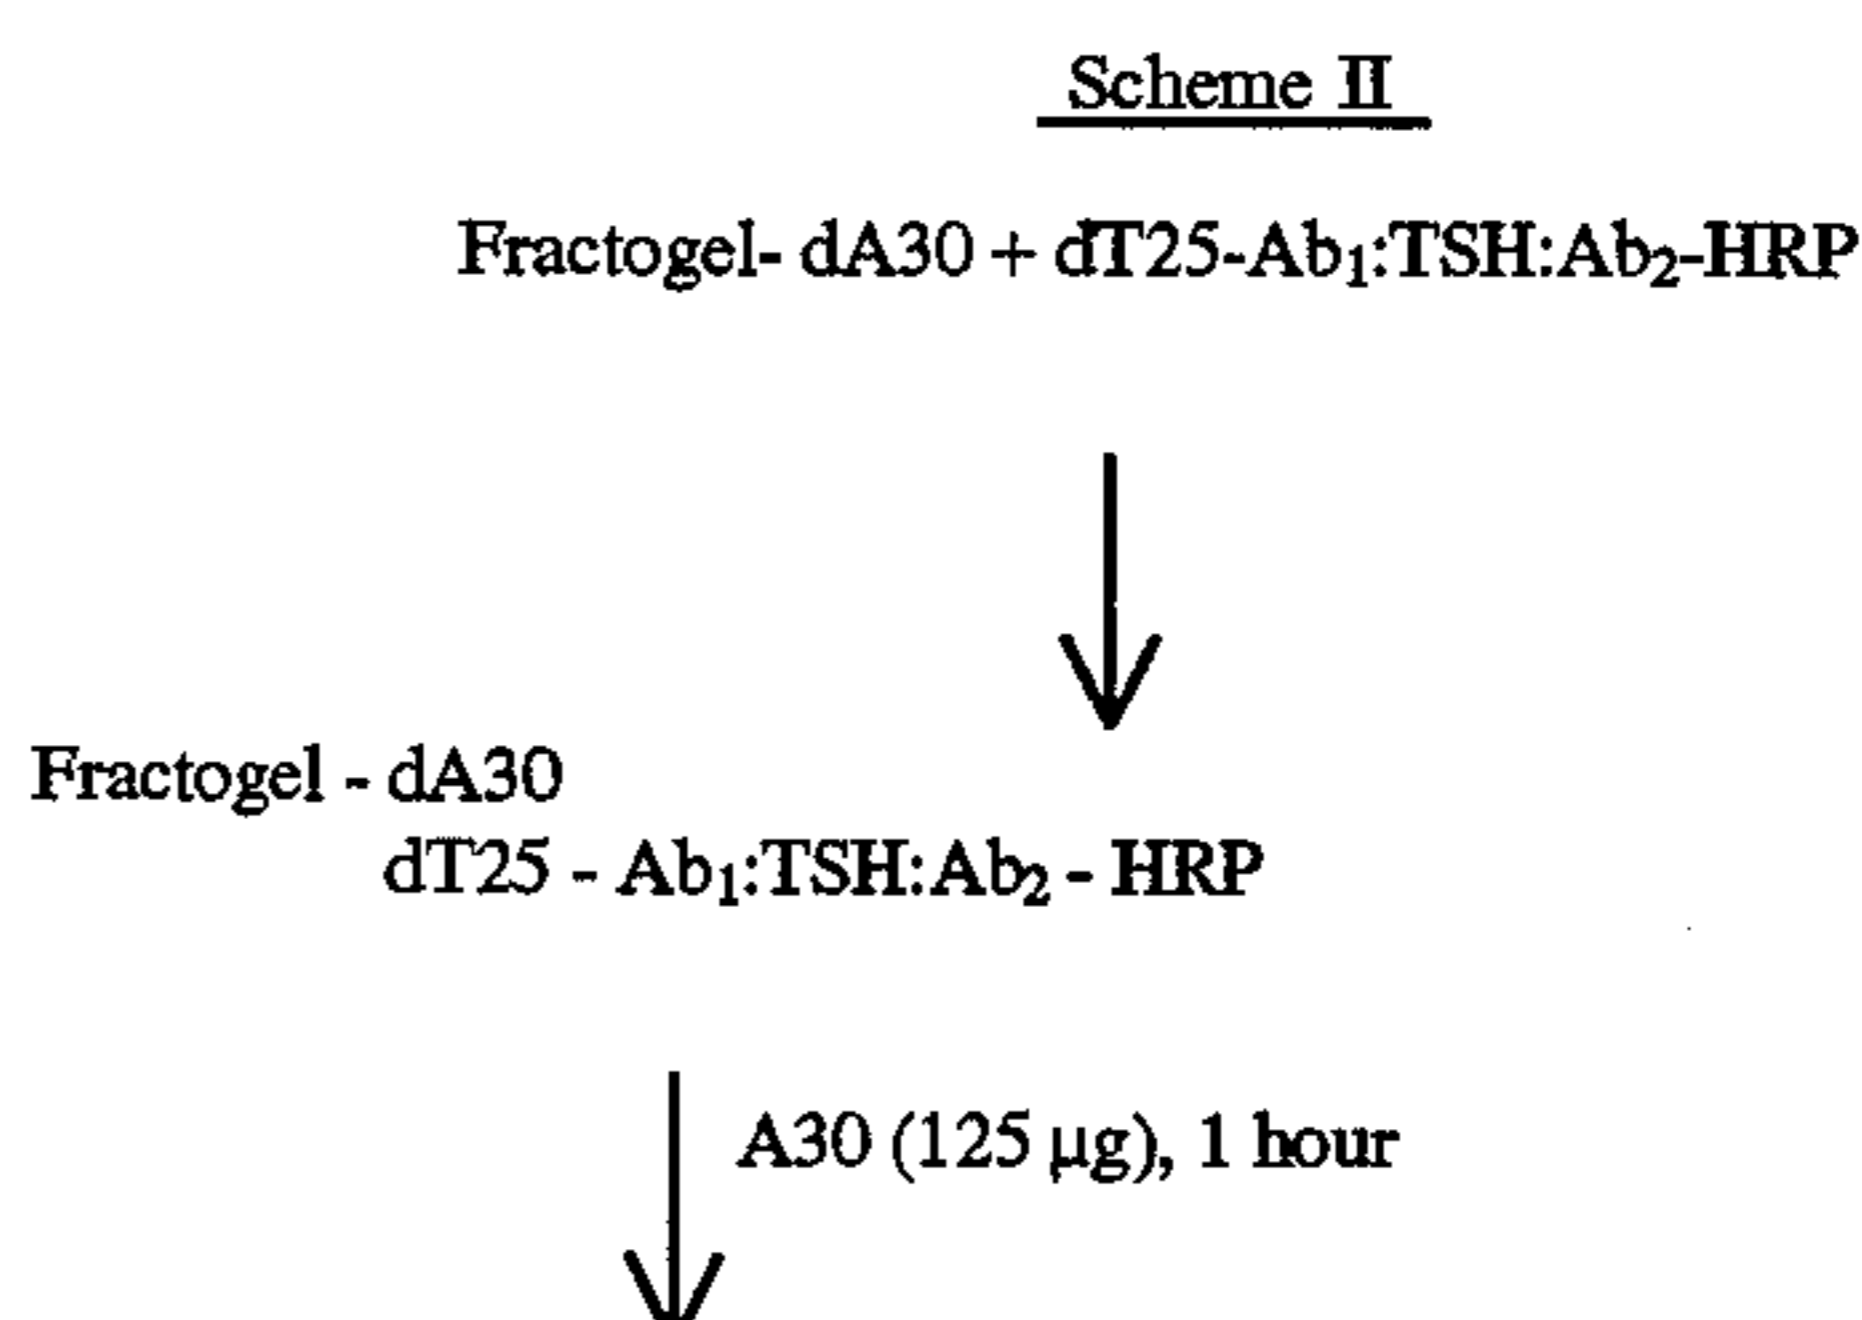 Scheme II
Fractogel- dA30 + dT25-Ab₁:TSH:Ab₂-HRP
Fractogel - dA30
dT25 - Ab₁:TSH:Ab₂ - HRP
A30 (125 µg), 1 hour